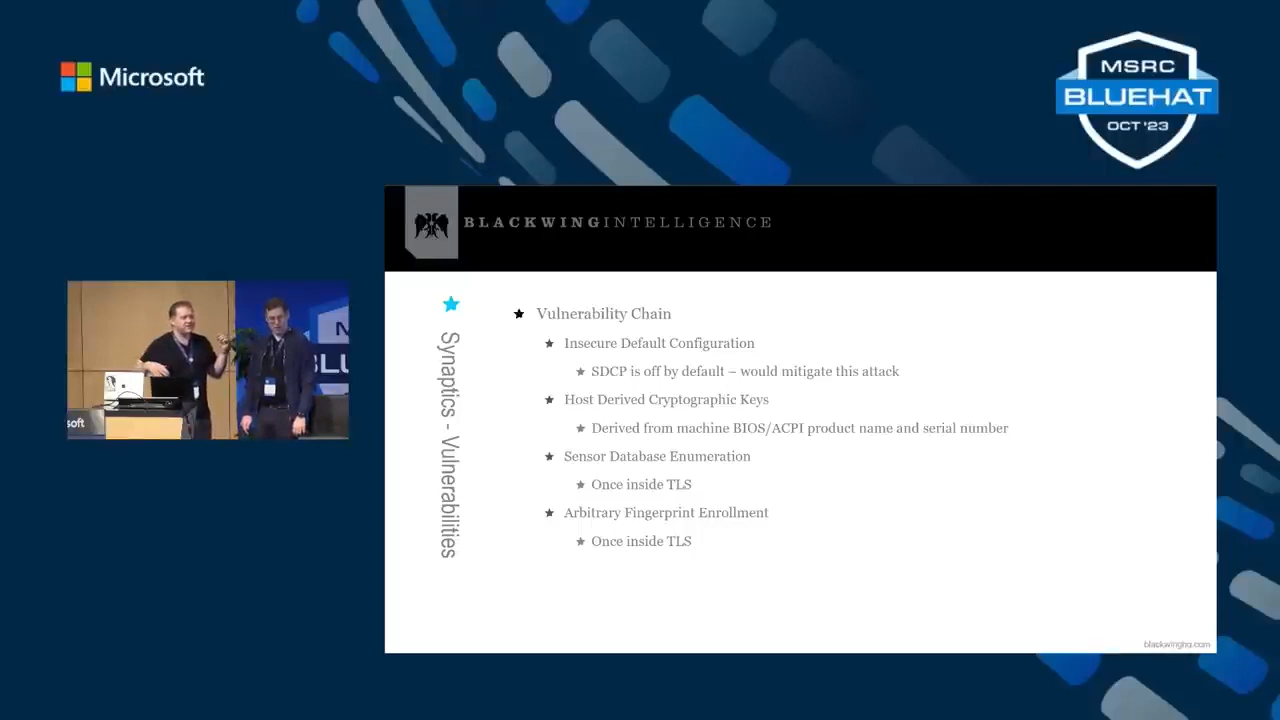 Microsoft
MSRC
BLUEHAT
OCT '23
BLACKWINGINTELLIGENCE
Synaptics - Vulnerabilities
Vulnerability Chain
Insecure Default Configuration
SDCP is off by default – would mitigate this attack
Host Derived Cryptographic Keys
Derived from machine BIOS/ACPI product name and serial number
Sensor Database Enumeration
Once inside TLS
Arbitrary Fingerprint Enrollment
Once inside TLS
soft
blackwinghq.com